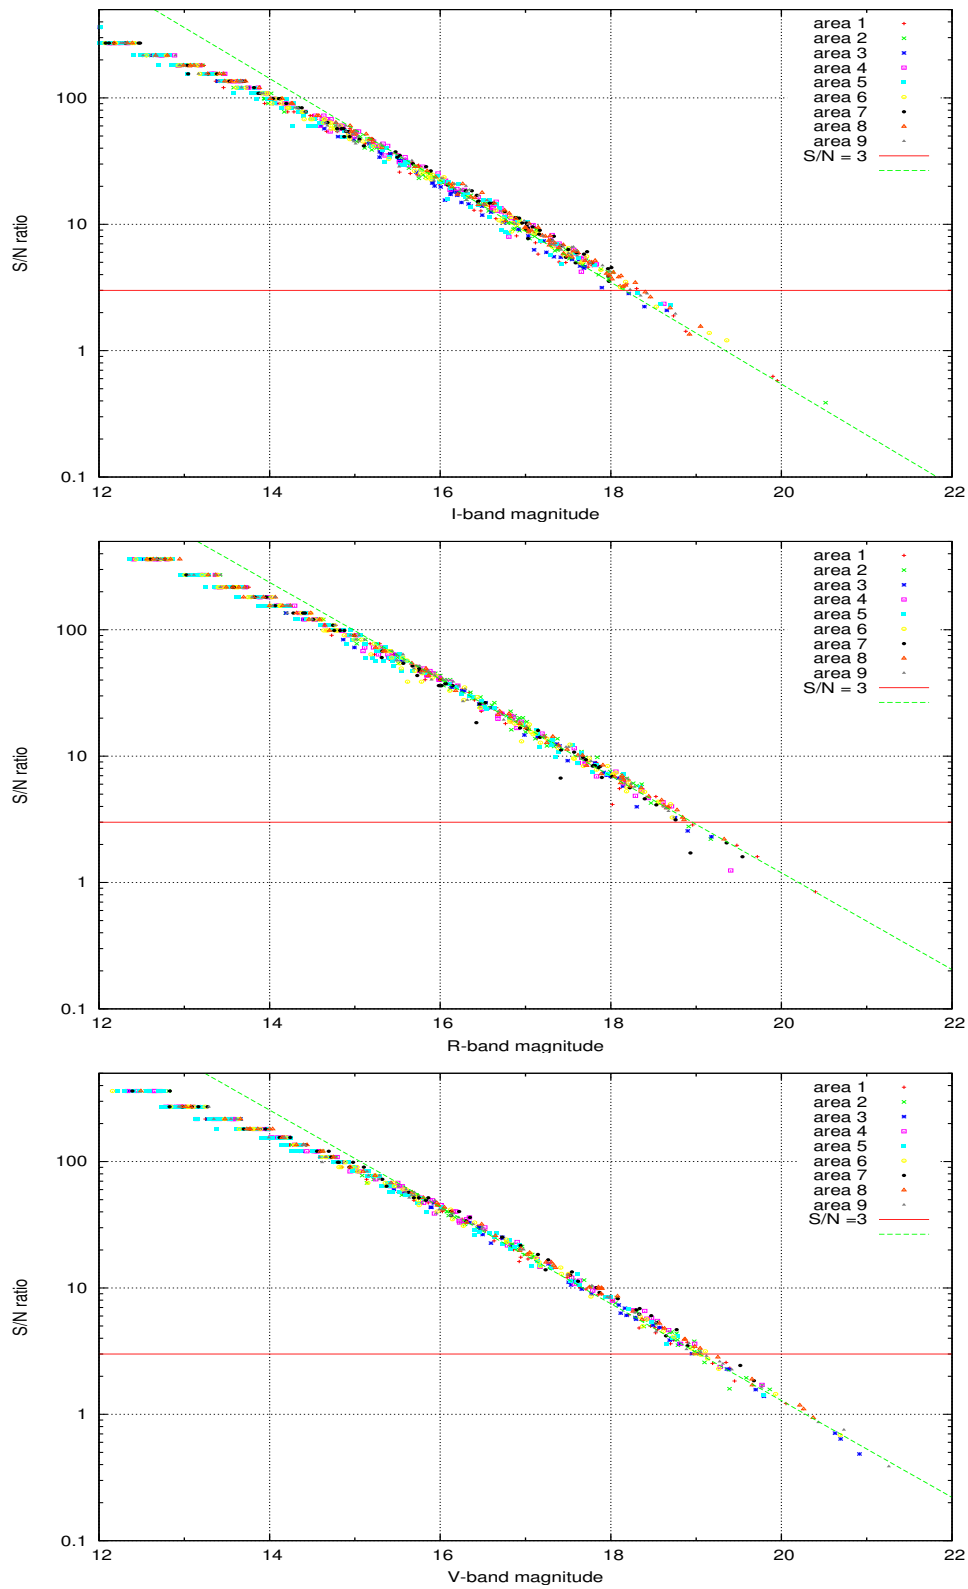 area 1
area 2
area 3
area 4
area 5
area 6
area 7
area 8
area 9
S/N = 3
100
10
1
0.1
S/N ratio
12
14
16
18
20
22
I-band magnitude
area 1
area 2
area 3
area 4
area 5
area 6
area 7
area 8
area 9
S/N = 3
100
10
1
0.1
S/N ratio
12
14
16
18
20
22
R-band magnitude
area 1
area 2
area 3
area 4
area 5
area 6
area 7
area 8
area 9
S/N =3
100
10
1
0.1
S/N ratio
12
14
16
18
20
22
V-band magnitude